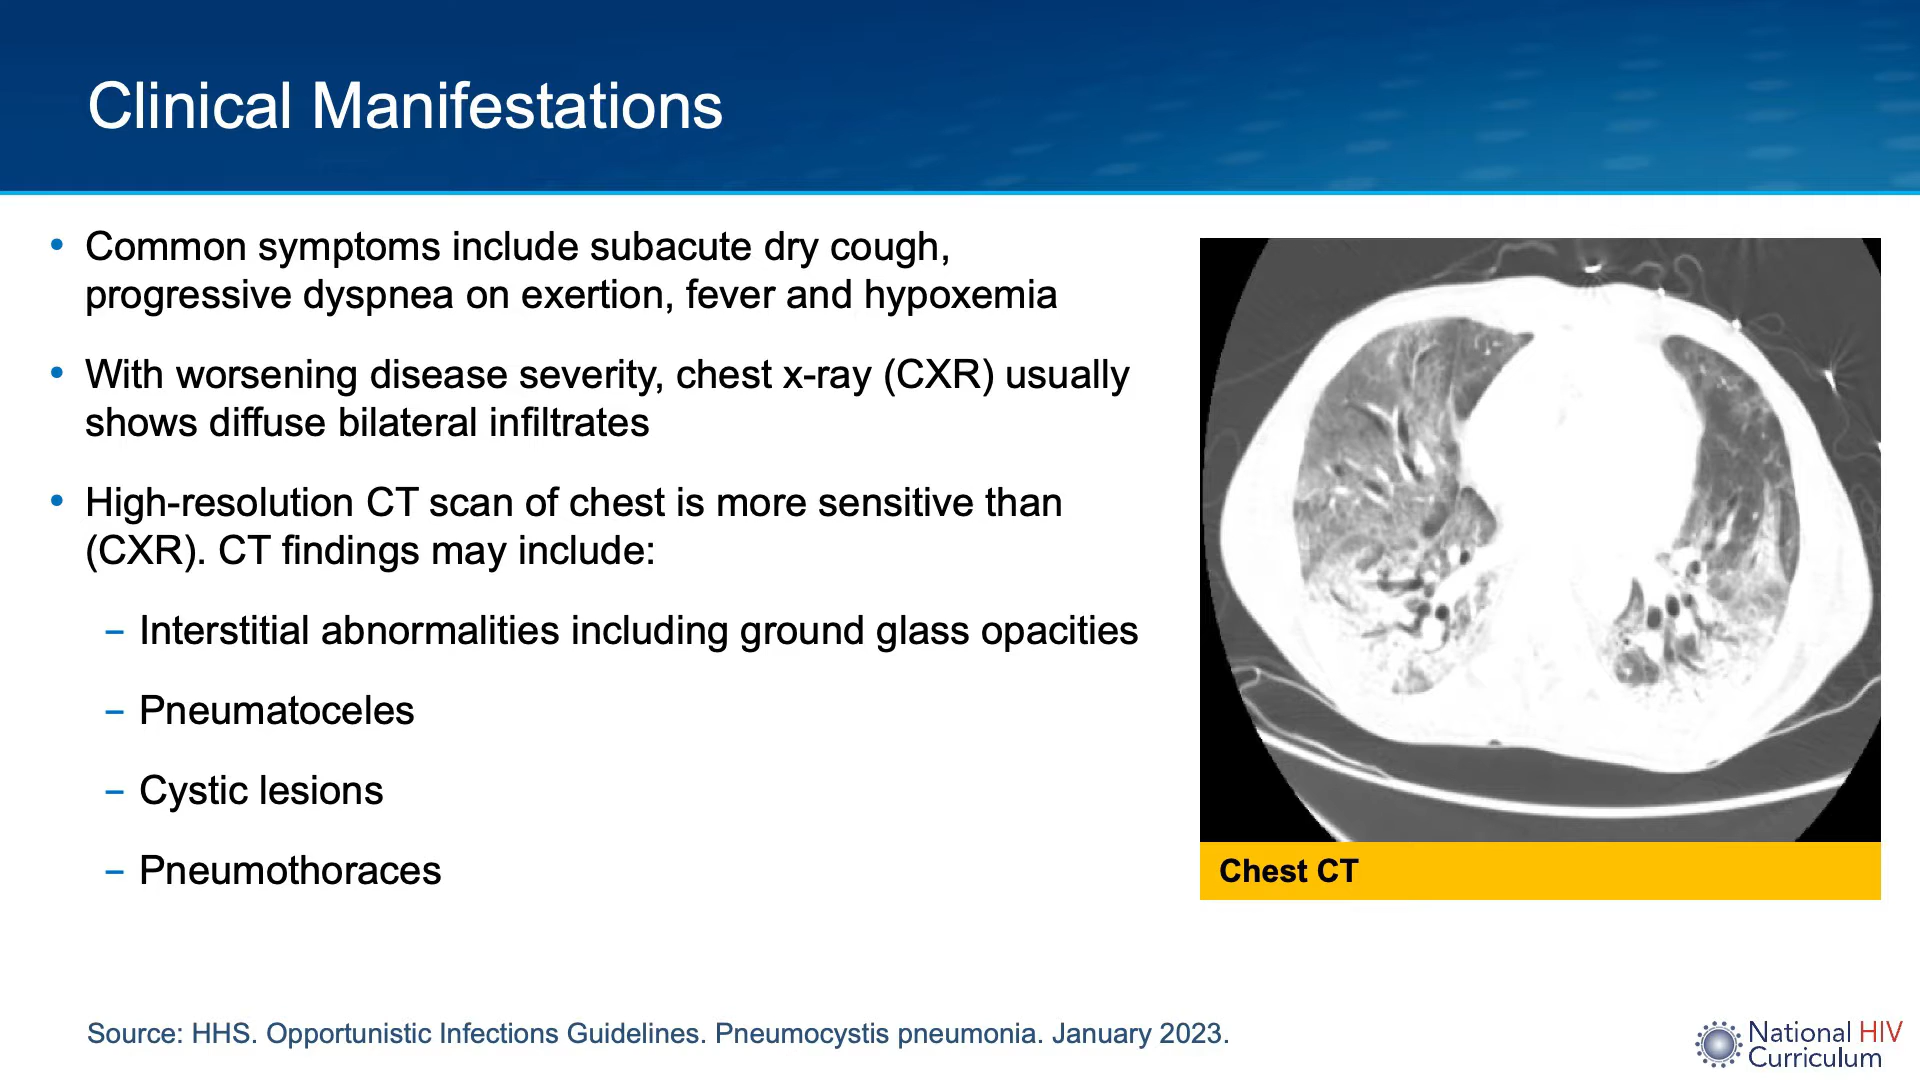 Clinical Manifestations
• Common symptoms include subacute dry cough,
progressive dyspnea on exertion, fever and hypoxemia
• With worsening disease severity, chest x-ray (CXR) usually
shows diffuse bilateral infiltrates
• High-resolution CT scan of chest is more sensitive than
(CXR). CT findings may include:
– Interstitial abnormalities including ground glass opacities
– Pneumatoceles
– Cystic lesions
– Pneumothoraces
Chest CT
Source: HHS. Opportunistic Infections Guidelines. Pneumocystis pneumonia. January 2023.
National HIV
Curriculum